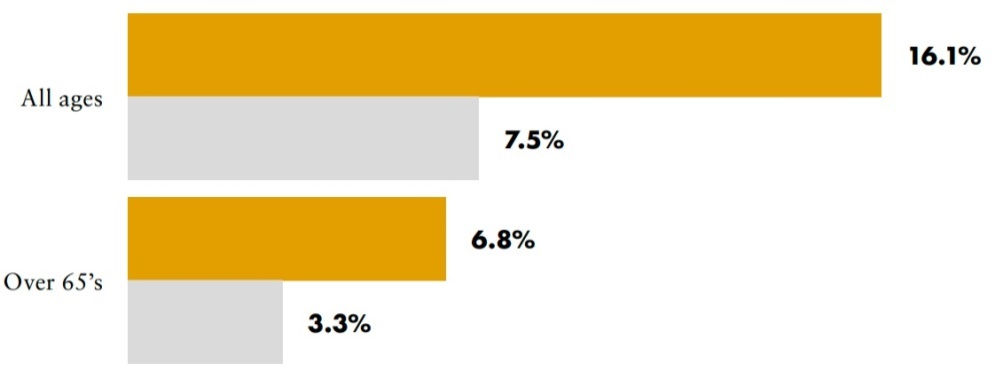 16.1%
All ages
7.5%
6.8%
Over 65’s
3.3%